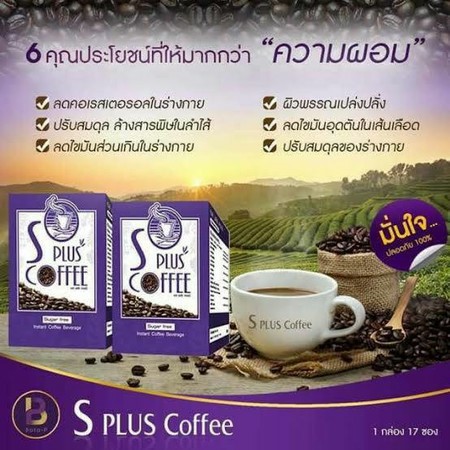 6 คุณประโยชน์ที่ให้มากกว่า “ความผอม”
ลดคอเรสเตอรอลในร่างกาย
ปรับสมดุล ล้างสารพิษในลำไส้
ลดไขมันส่วนเกินในร่างกาย
ผิวพรรณเปล่งปลั่ง
ลดไขมันอุดตันในเส้นเลือด
ปรับสมดุลของร่างกาย
มั่นใจ...
ปลอดภัย 100%
S
PLUS
COFFEE
Sugar free
Instant Coffee Beverage
S
PLUS
COFFEE
Sugar free
Instant Coffee Beverage
S PLUS Coffee
B
S PLUS Coffee
1 กล่อง 17 ซอง